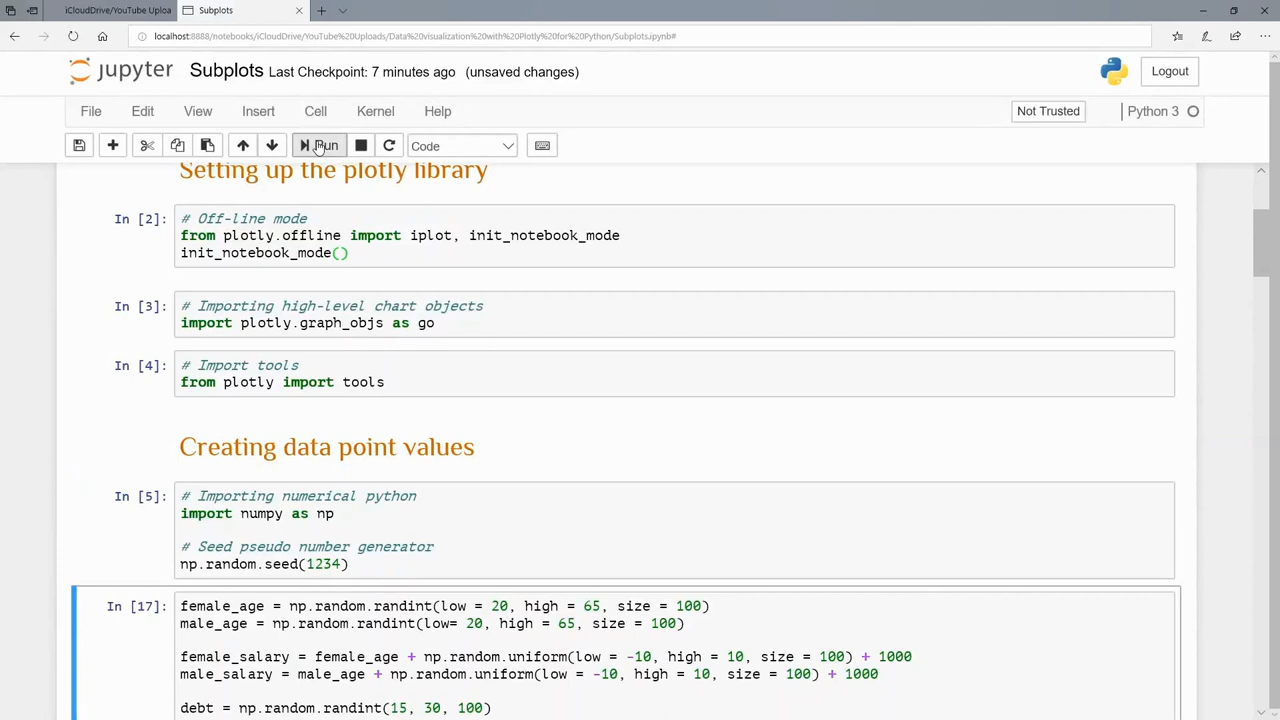 iCloudDrive/YouTube Uploa
Subplots
localhost:8888/notebooks/iCloudDrive/YouTube%20Uploads/Data%20visualization%20with%20Plotly%20for%20Python/Subplots.ipynb#
jupyter Subplots Last Checkpoint: 7 minutes ago (unsaved changes)
Logout
File Edit View Insert Cell Kernel Help
Not Trusted
Python 3
Run
Code
Setting up the plotly library
In [2]: # Off-line mode
from plotly.offline import iplot, init_notebook_mode
init_notebook_mode()
In [3]: # Importing high-level chart objects
import plotly.graph_objs as go
In [4]: # Import tools
from plotly import tools
Creating data point values
In [5]: # Importing numerical python
import numpy as np
# Seed pseudo number generator
np.random.seed(1234)
In [17]: female_age = np.random.randint(low = 20, high = 65, size = 100)
male_age = np.random.randint(low= 20, high = 65, size = 100)
female_salary = female_age + np.random.uniform(low = -10, high = 10, size = 100) + 1000
male_salary = male_age + np.random.uniform(low = -10, high = 10, size = 100) + 1000
debt = np.random.randint(15, 30, 100)